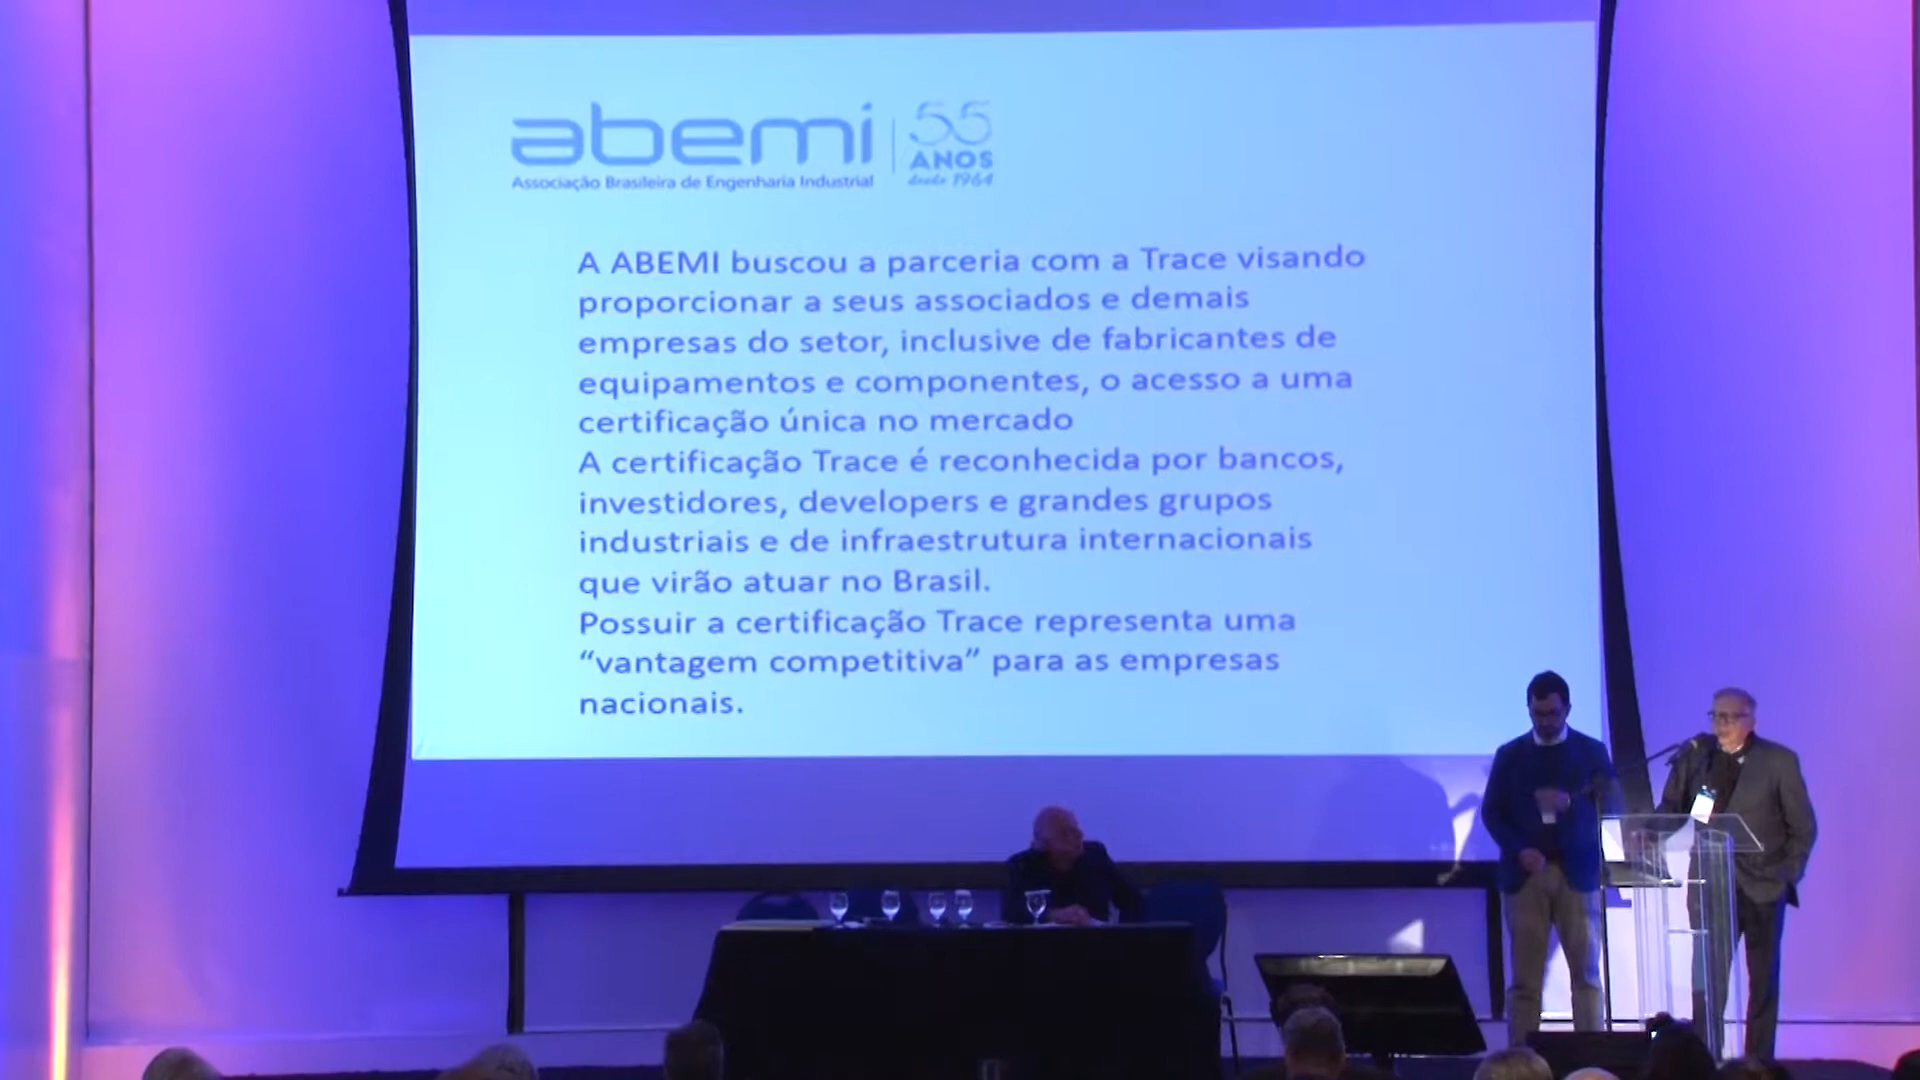 abemi
Associação Brasileira de Engenharia Industrial
55
ANOS
desde 1964
A ABEMI buscou a parceria com a Trace visando
proporcionar a seus associados e demais
empresas do setor, inclusive de fabricantes de
equipamentos e componentes, o acesso a uma
certificação única no mercado
A certificação Trace é reconhecida por bancos,
investidores, developers e grandes grupos
industriais e de infraestrutura internacionais
que virão atuar no Brasil.
Possuir a certificação Trace representa uma
“vantagem competitiva” para as empresas
nacionais.